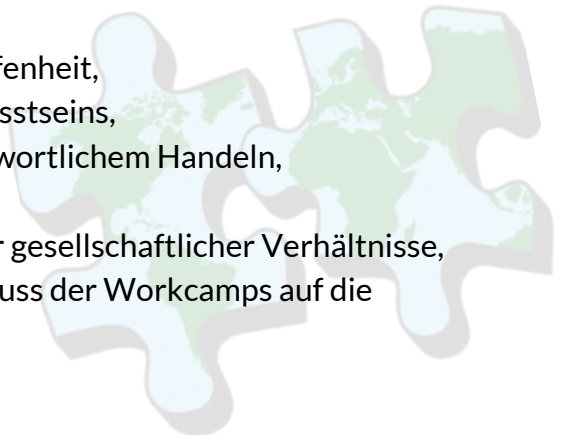 fenheit,
sstseins,
wortlichem Handeln,
r gesellschaftlicher Verhältnisse,
uss der Workcamps auf die